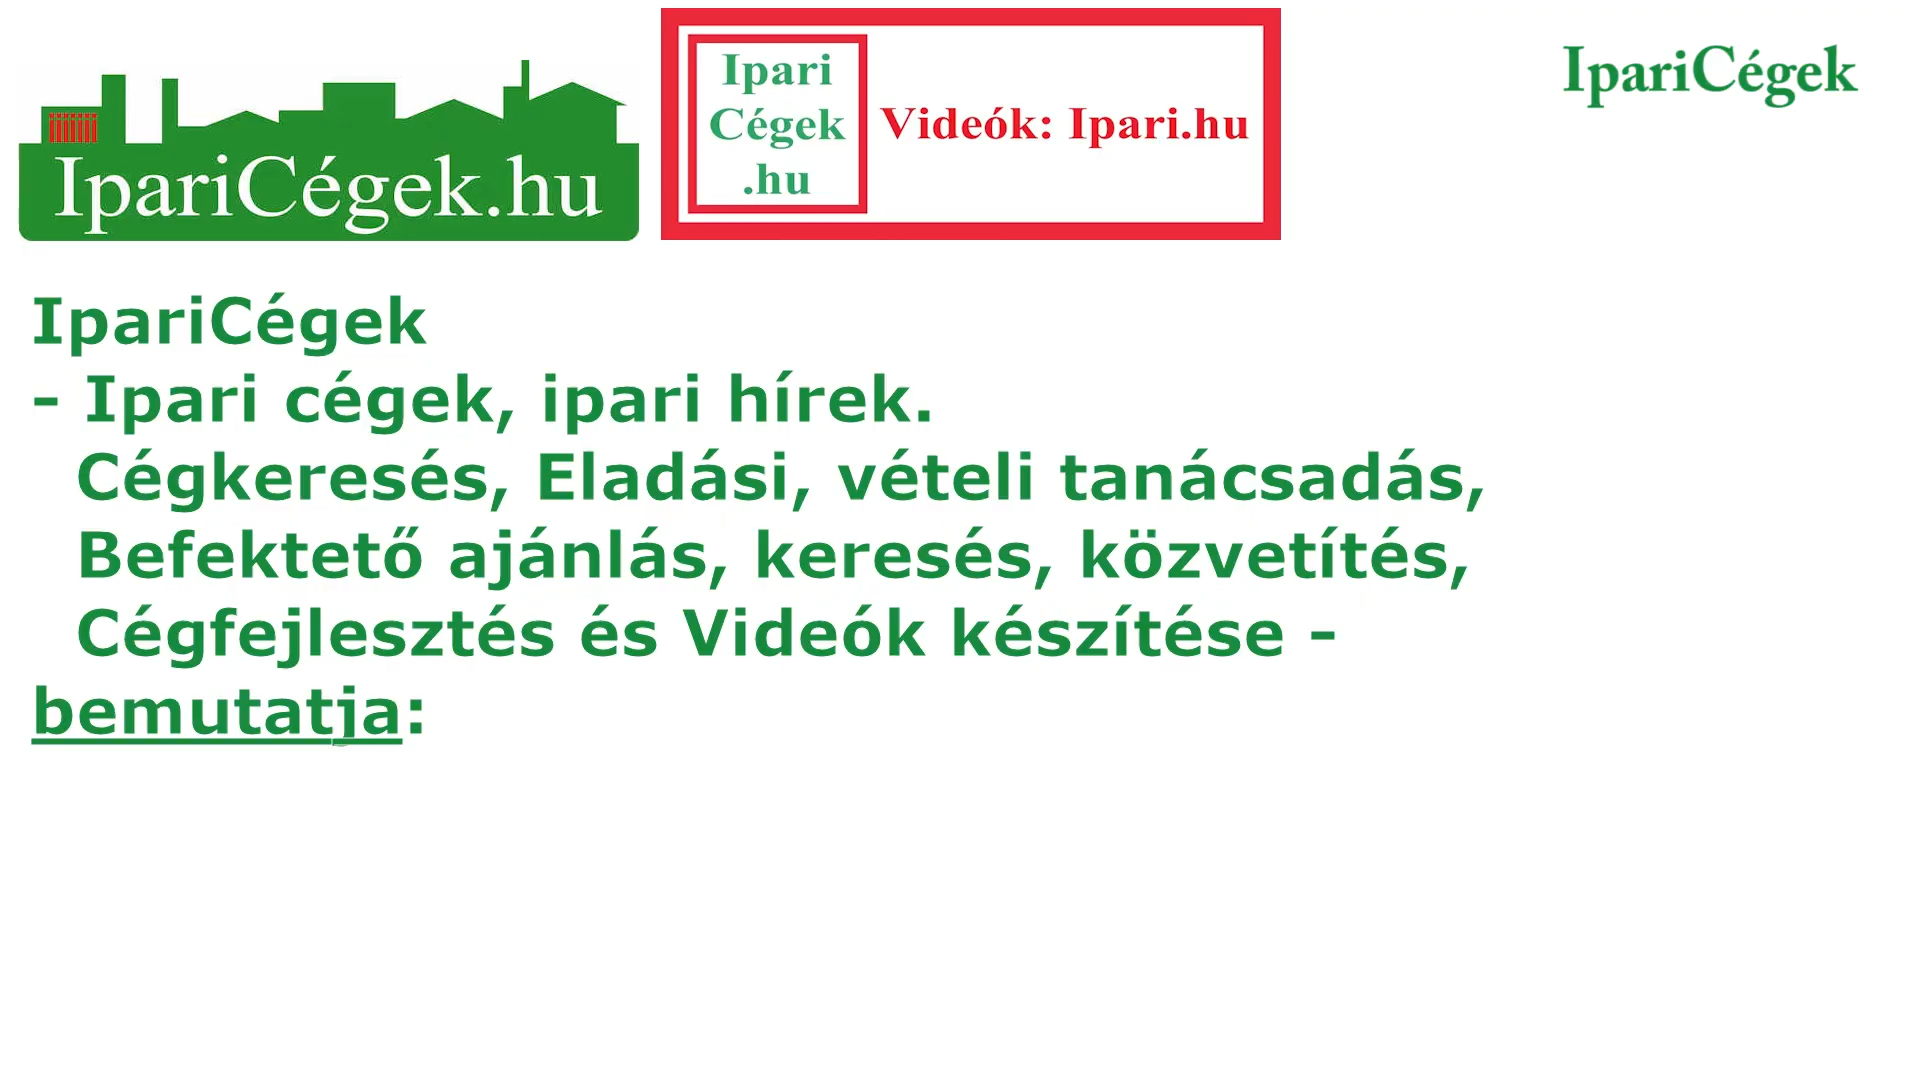 IpariCégek.hu
Ipari
Cégek
.hu
Videók: Ipari.hu
IpariCégek
IpariCégek
- Ipari cégek, ipari hírek.
Cégkeresés, Eladási, vételi tanácsadás,
Befektető ajánlás, keresés, közvetítés,
Cégfejlesztés és Videók készítése -
bemutatja: